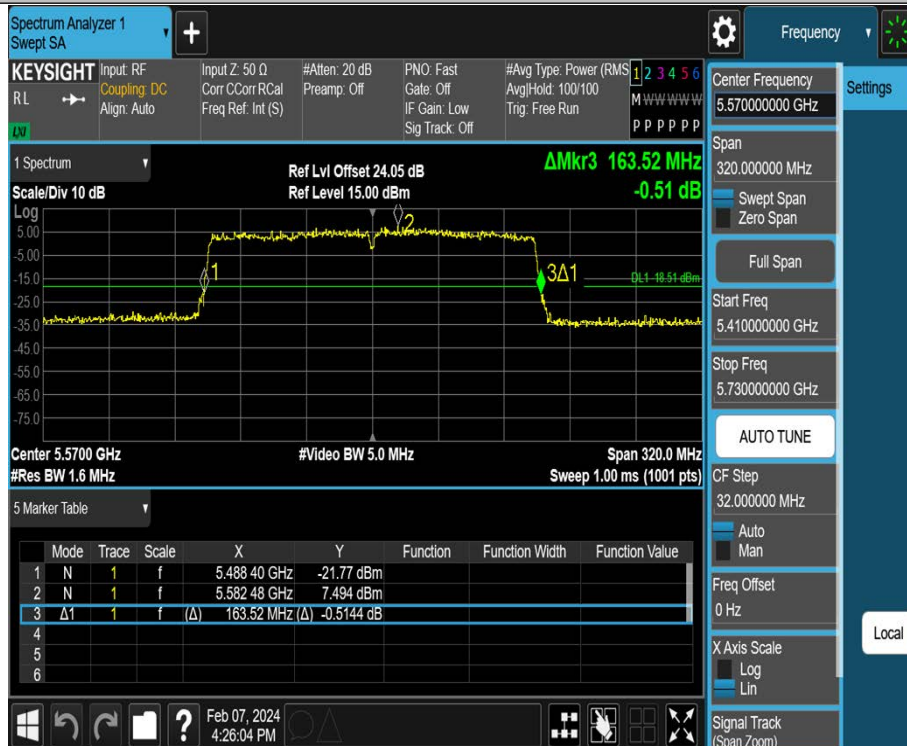 Spectrum Analyzer 1
Swept SA
+
Frequency
KEYSIGHT
RL
LXI
Input: RF
Coupling: DC
Align: Auto
Input Z: 50 Ω
Corr CCorr RCal
Freq Ref: Int (S)
#Atten: 20 dB
Preamp: Off
PNO: Fast
Gate: Off
IF Gain: Low
Sig Track: Off
#Avg Type: Power (RMS
Avg|Hold: 100/100
Trig: Free Run
1 2 3 4 5 6
M W W W W W
P P P P P P
Center Frequency
5.570000000 GHz
Settings
Span
320.000000 MHz
Swept Span
Zero Span
Full Span
Start Freq
5.410000000 GHz
Stop Freq
5.730000000 GHz
AUTO TUNE
CF Step
32.000000 MHz
Auto
Man
Freq Offset
0 Hz
X Axis Scale
Log
Lin
Signal Track
(Span Zoom)
Local
1 Spectrum
Scale/Div 10 dB
Ref Lvl Offset 24.05 dB
Ref Level 15.00 dBm
ΔMkr3 163.52 MHz
-0.51 dB
Log
5.00
-5.00
-15.0
-25.0
-35.0
-45.0
-55.0
-65.0
-75.0
1
2
3Δ1
DL1 -18.51 dBm
Center 5.5700 GHz
#Video BW 5.0 MHz
Span 320.0 MHz
#Res BW 1.6 MHz
Sweep 1.00 ms (1001 pts)
5 Marker Table
Mode Trace Scale X Y Function Function Width Function Value
1 N 1 f 5.488 40 GHz -21.77 dBm
2 N 1 f 5.582 48 GHz 7.494 dBm
3 Δ1 1 f (Δ) 163.52 MHz (Δ) -0.5144 dB
4
5
6
?
Feb 07, 2024
4:26:04 PM